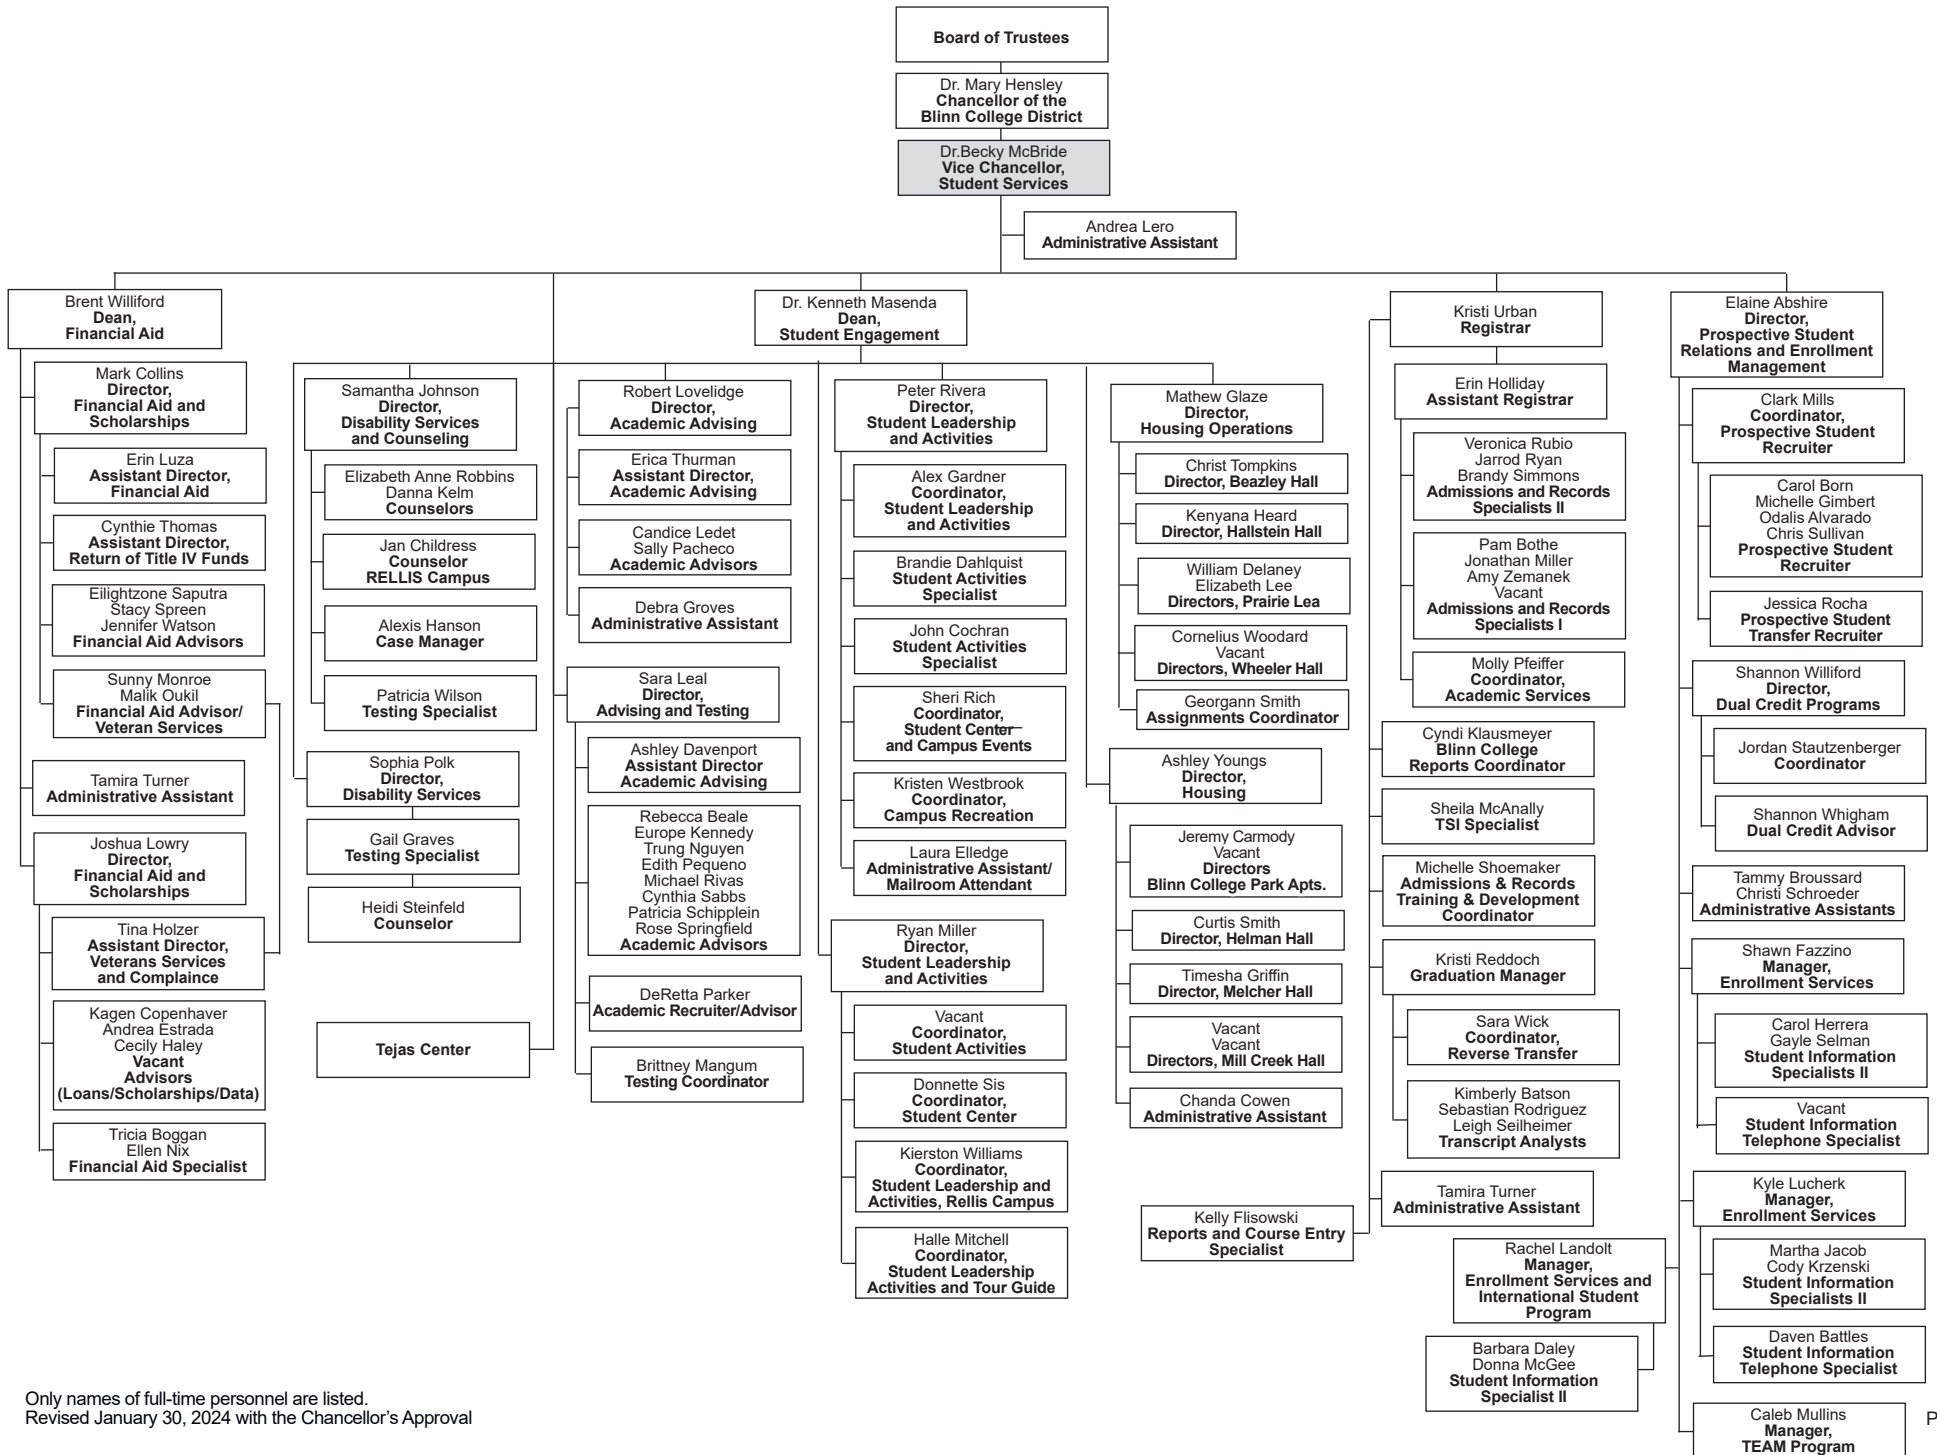 Board of Trustees
Dr. Mary Hensley
Chancellor of the
Blinn College District
Dr.Becky McBride
Vice Chancellor,
Student Services
Andrea Lero
Administrative Assistant
Brent Williford
Dean,
Financial Aid
Mark Collins
Director,
Financial Aid and
Scholarships
Erin Luza
Assistant Director,
Financial Aid
Cynthie Thomas
Assistant Director,
Return of Title IV Funds
Eilightzone Saputra
Stacy Spreen
Jennifer Watson
Financial Aid Advisors
Sunny Monroe
Malik Oukil
Financial Aid Advisor/
Veteran Services
Tamira Turner
Administrative Assistant
Joshua Lowry
Director,
Financial Aid and
Scholarships
Tina Holzer
Assistant Director,
Veterans Services
and Complaince
Kagen Copenhaver
Andrea Estrada
Cecily Haley
Vacant
Advisors
(Loans/Scholarships/Data)
Tricia Boggan
Ellen Nix
Financial Aid Specialist
Dr. Kenneth Masenda
Dean,
Student Engagement
Samantha Johnson
Director,
Disability Services
and Counseling
Elizabeth Anne Robbins
Danna Kelm
Counselors
Jan Childress
Counselor
RELLIS Campus
Alexis Hanson
Case Manager
Patricia Wilson
Testing Specialist
Sophia Polk
Director,
Disability Services
Gail Graves
Testing Specialist
Heidi Steinfeld
Counselor
Tejas Center
Robert Lovelidge
Director,
Academic Advising
Erica Thurman
Assistant Director,
Academic Advising
Candice Ledet
Sally Pacheco
Academic Advisors
Debra Groves
Administrative Assistant
Sara Leal
Director,
Advising and Testing
Ashley Davenport
Assistant Director
Academic Advising
Rebecca Beale
Europe Kennedy
Trung Nguyen
Edith Pequeno
Michael Rivas
Cynthia Sabbs
Patricia Schipplein
Rose Springfield
Academic Advisors
DeRetta Parker
Academic Recruiter/Advisor
Brittney Mangum
Testing Coordinator
Peter Rivera
Director,
Student Leadership
and Activities
Alex Gardner
Coordinator,
Student Leadership
and Activities
Brandie Dahlquist
Student Activities
Specialist
John Cochran
Student Activities
Specialist
Sheri Rich
Coordinator,
Student Center
and Campus Events
Kristen Westbrook
Coordinator,
Campus Recreation
Laura Elledge
Administrative Assistant/
Mailroom Attendant
Ryan Miller
Director,
Student Leadership
and Activities
Vacant
Coordinator,
Student Activities
Donnette Sis
Coordinator,
Student Center
Kierston Williams
Coordinator,
Student Leadership and
Activities, Rellis Campus
Halle Mitchell
Coordinator,
Student Leadership
Activities and Tour Guide
Mathew Glaze
Director,
Housing Operations
Christ Tompkins
Director, Beazley Hall
Kenyana Heard
Director, Hallstein Hall
William Delaney
Elizabeth Lee
Directors, Prairie Lea
Cornelius Woodard
Vacant
Directors, Wheeler Hall
Georgann Smith
Assignments Coordinator
Ashley Youngs
Director,
Housing
Jeremy Carmody
Vacant
Directors
Blinn College Park Apts.
Curtis Smith
Director, Helman Hall
Timesha Griffin
Director, Melcher Hall
Vacant
Vacant
Directors, Mill Creek Hall
Chanda Cowen
Administrative Assistant
Kristi Urban
Registrar
Erin Holliday
Assistant Registrar
Veronica Rubio
Jarrod Ryan
Brandy Simmons
Admissions and Records
Specialists II
Pam Bothe
Jonathan Miller
Amy Zemanek
Vacant
Admissions and Records
Specialists I
Molly Pfeiffer
Coordinator,
Academic Services
Cyndi Klausmeyer
Blinn College
Reports Coordinator
Sheila McAnally
TSI Specialist
Michelle Shoemaker
Admissions & Records
Training & Development
Coordinator
Kristi Reddoch
Graduation Manager
Sara Wick
Coordinator,
Reverse Transfer
Kimberly Batson
Sebastian Rodriguez
Leigh Seilheimer
Transcript Analysts
Tamira Turner
Administrative Assistant
Kelly Flisowski
Reports and Course Entry
Specialist
Elaine Abshire
Director,
Prospective Student
Relations and Enrollment
Management
Clark Mills
Coordinator,
Prospective Student
Recruiter
Carol Born
Michelle Gimbert
Odalis Alvarado
Chris Sullivan
Prospective Student
Recruiter
Jessica Rocha
Prospective Student
Transfer Recruiter
Shannon Williford
Director,
Dual Credit Programs
Jordan Stautzenberger
Coordinator
Shannon Whigham
Dual Credit Advisor
Tammy Broussard
Christi Schroeder
Administrative Assistants
Shawn Fazzino
Manager,
Enrollment Services
Carol Herrera
Gayle Selman
Student Information
Specialists II
Vacant
Student Information
Telephone Specialist
Kyle Lucherk
Manager,
Enrollment Services
Martha Jacob
Cody Krzenski
Student Information
Specialists II
Daven Battles
Student Information
Telephone Specialist
Rachel Landolt
Manager,
Enrollment Services and
International Student
Program
Barbara Daley
Donna McGee
Student Information
Specialist II
Caleb Mullins
Manager,
TEAM Program
Only names of full-time personnel are listed.
Revised January 30, 2024 with the Chancellor's Approval
P